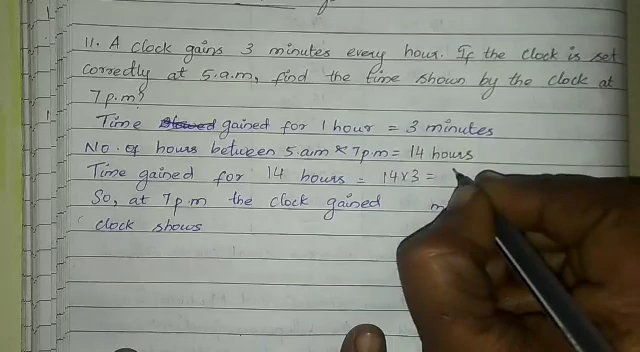 11. A clock gains 3 minutes every hour. If the clock is set
correctly at 5.a.m, find the time shown by the clock at
7 p.m?
Time slowed gained for 1 hour = 3 minutes
No. of hours between 5.a.m & 7 p.m = 14 hours
Time gained for 14 hours = 14x3 =
So, at 7 p.m the clock gained
clock shows